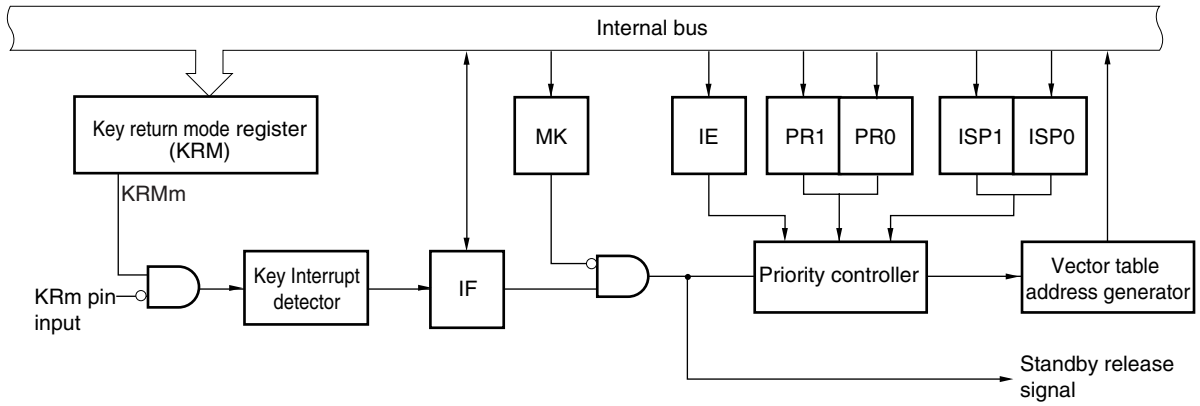 Internal bus
Key return mode register
(KRM)
MK
IE
PR1
PR0
ISP1
ISP0
KRMm
Key Interrupt
detector
IF
Priority controller
Vector table
address generator
KRm pin
input
Standby release
signal